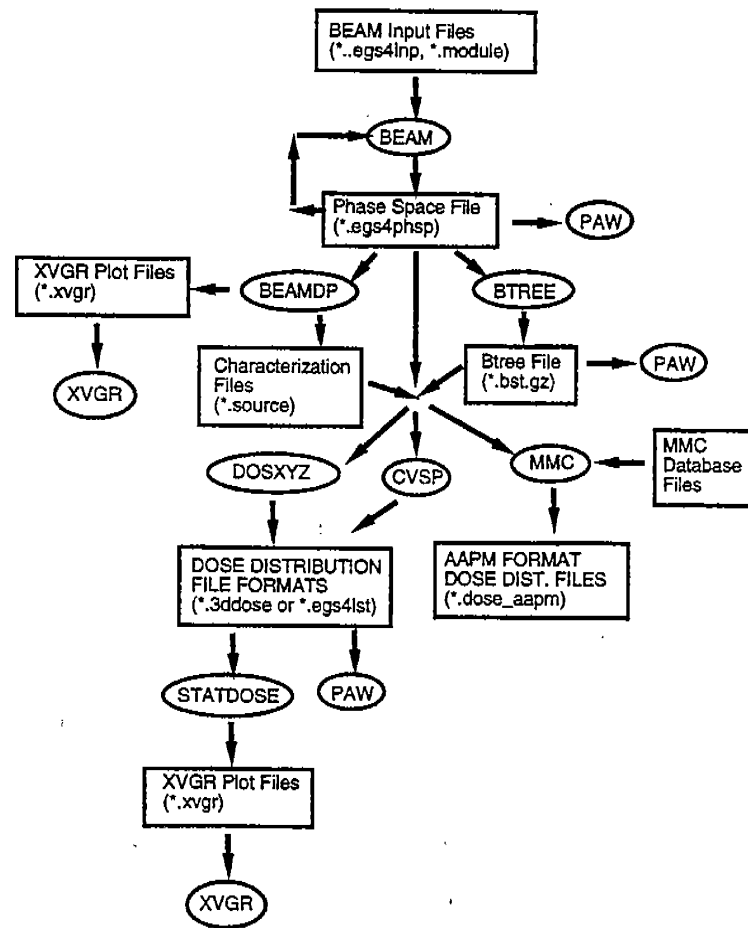 BEAM Input Files
(*..egs4inp, *.module)
BEAM
Phase Space File
(*.egs4phsp)
PAW
XVGR Plot Files
(*.xvgr)
BEAMDP
BTREE
XVGR
Characterization
Files
(*.source)
Btree File
(*.bst.gz)
PAW
DOSXYZ
CVSP
MMC
MMC
Database
Files
DOSE DISTRIBUTION
FILE FORMATS
(*.3ddose or *.egs4lst)
AAPM FORMAT
DOSE DIST. FILES
(*.dose_aapm)
STATDOSE
PAW
XVGR Plot Files
(*.xvgr)
XVGR